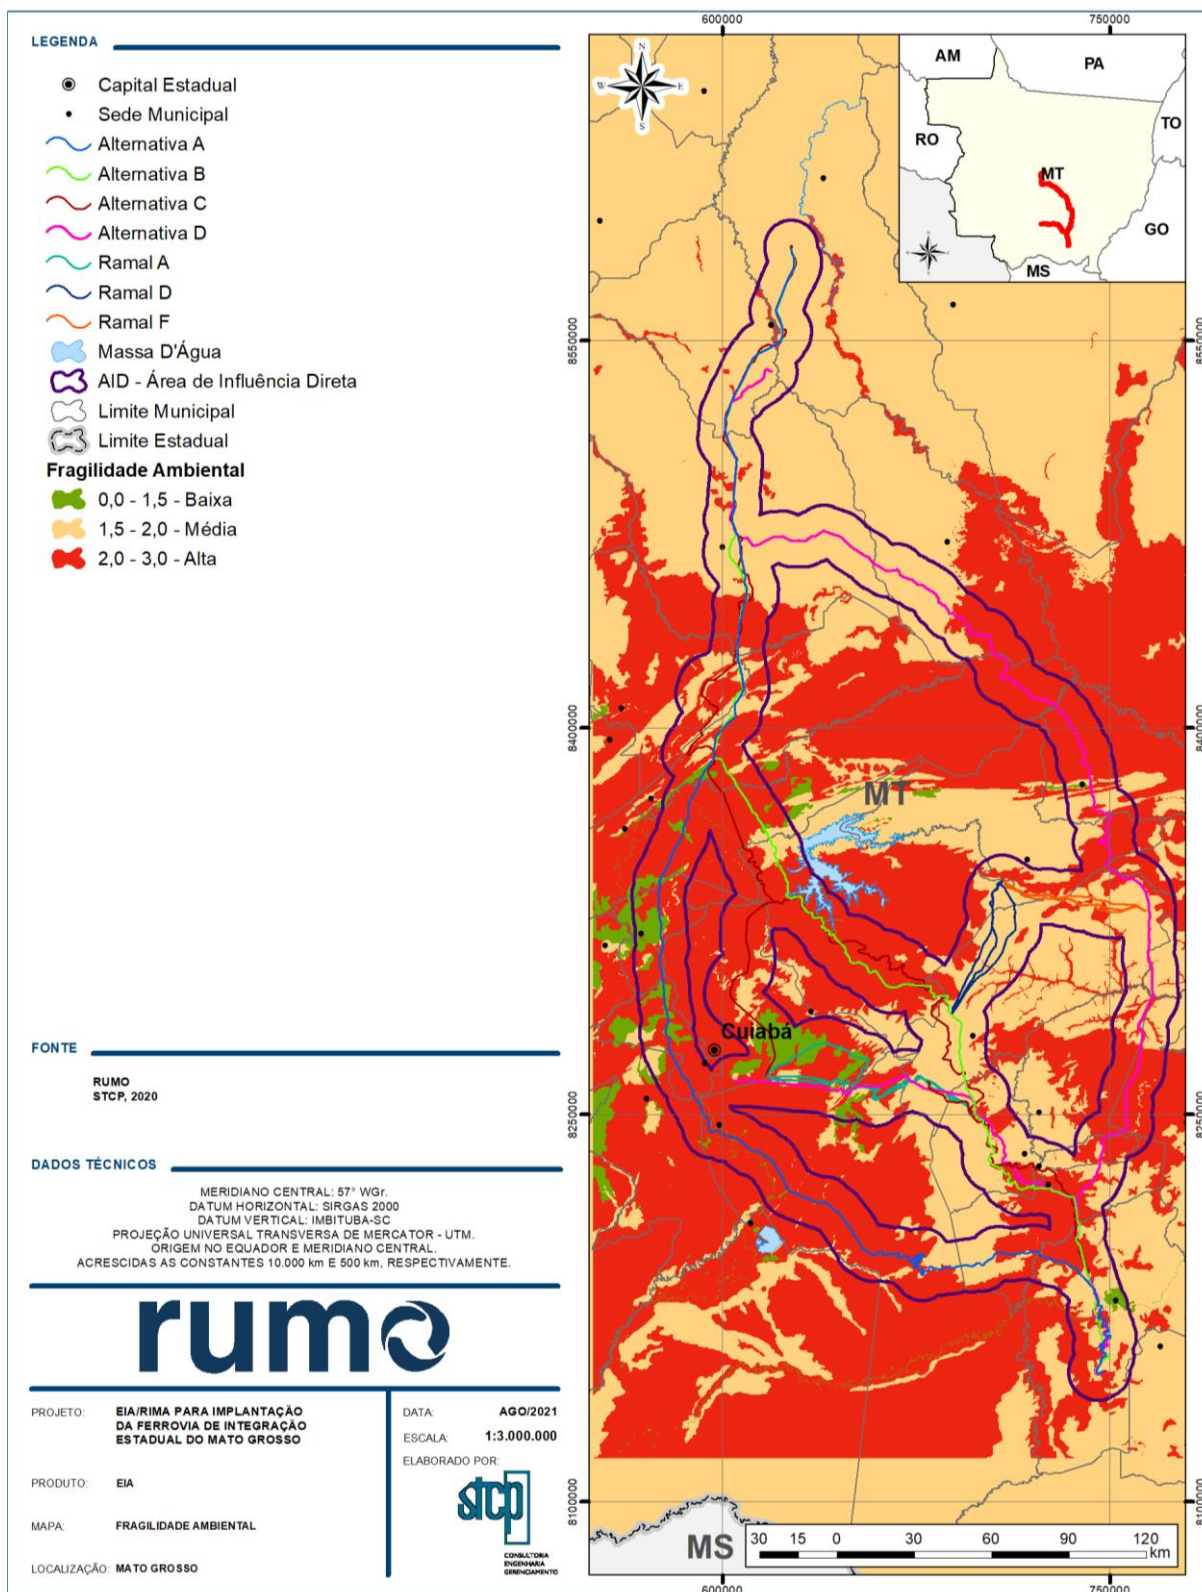 LEGENDA
Capital Estadual
Sede Municipal
Alternativa A
Alternativa B
Alternativa C
Alternativa D
Ramal A
Ramal D
Ramal F
Massa D'Água
AID - Área de Influência Direta
Limite Municipal
Limite Estadual
Fragilidade Ambiental
0,0 - 1,5 - Baixa
1,5 - 2,0 - Média
2,0 - 3,0 - Alta
FONTE
RUMO
STCP, 2020
DADOS TÉCNICOS
MERIDIANO CENTRAL: 57° WGr.
DATUM HORIZONTAL: SIRGAS 2000
DATUM VERTICAL: IMBITUBA-SC
PROJEÇÃO UNIVERSAL TRANSVERSA DE MERCATOR - UTM.
ORIGEM NO EQUADOR E MERIDIANO CENTRAL.
ACRESCIDAS AS CONSTANTES 10.000 km E 500 km, RESPECTIVAMENTE.
rumo
PROJETO: EIA/RIMA PARA IMPLANTAÇÃO
DA FERROVIA DE INTEGRAÇÃO
ESTADUAL DO MATO GROSSO
PRODUTO: EIA
MAPA: FRAGILIDADE AMBIENTAL
LOCALIZAÇÃO: MATO GROSSO
DATA: AGO/2021
ESCALA: 1:3.000.000
ELABORADO POR:
stcp
CONSULTORIA
ENGENHARIA
GERENCIAMENTO
600000 750000
N
W E
S
AM PA
RO TO
MT
GO
MS
8550000 8550000
8400000 8400000
MT
Cuiabá
8250000 8250000
8100000 8100000
MS
30 15 0 30 60 90 120
km
600000 750000